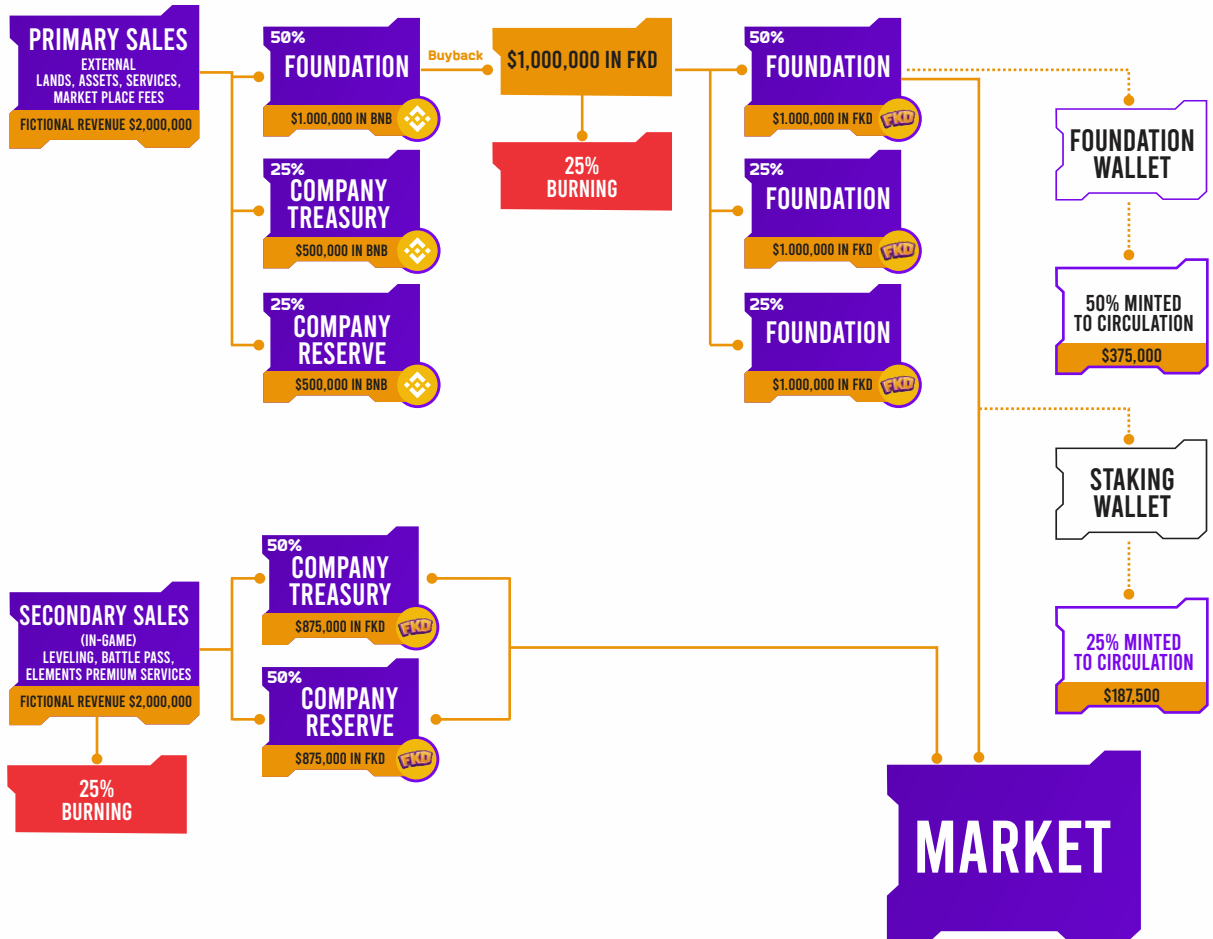 PRIMARY SALES
EXTERNAL
LANDS, ASSETS, SERVICES,
MARKET PLACE FEES
FICTIONAL REVENUE $2,000,000
50%
FOUNDATION
$1.000,000 IN BNB
25%
COMPANY
TREASURY
$500,000 IN BNB
25%
COMPANY
RESERVE
$500,000 IN BNB
Buyback
$1,000,000 IN FKD
25%
BURNING
50%
FOUNDATION
$1.000,000 IN FKD
FKD
25%
FOUNDATION
$1.000,000 IN FKD
FKD
25%
FOUNDATION
$1.000,000 IN FKD
FKD
FOUNDATION
WALLET
50% MINTED
TO CIRCULATION
$375,000
STAKING
WALLET
25% MINTED
TO CIRCULATION
$187,500
SECONDARY SALES
(IN-GAME)
LEVELING, BATTLE PASS,
ELEMENTS PREMIUM SERVICES
FICTIONAL REVENUE $2,000,000
25%
BURNING
50%
COMPANY
TREASURY
$875,000 IN FKD
FKD
50%
COMPANY
RESERVE
$875,000 IN FKD
FKD
MARKET